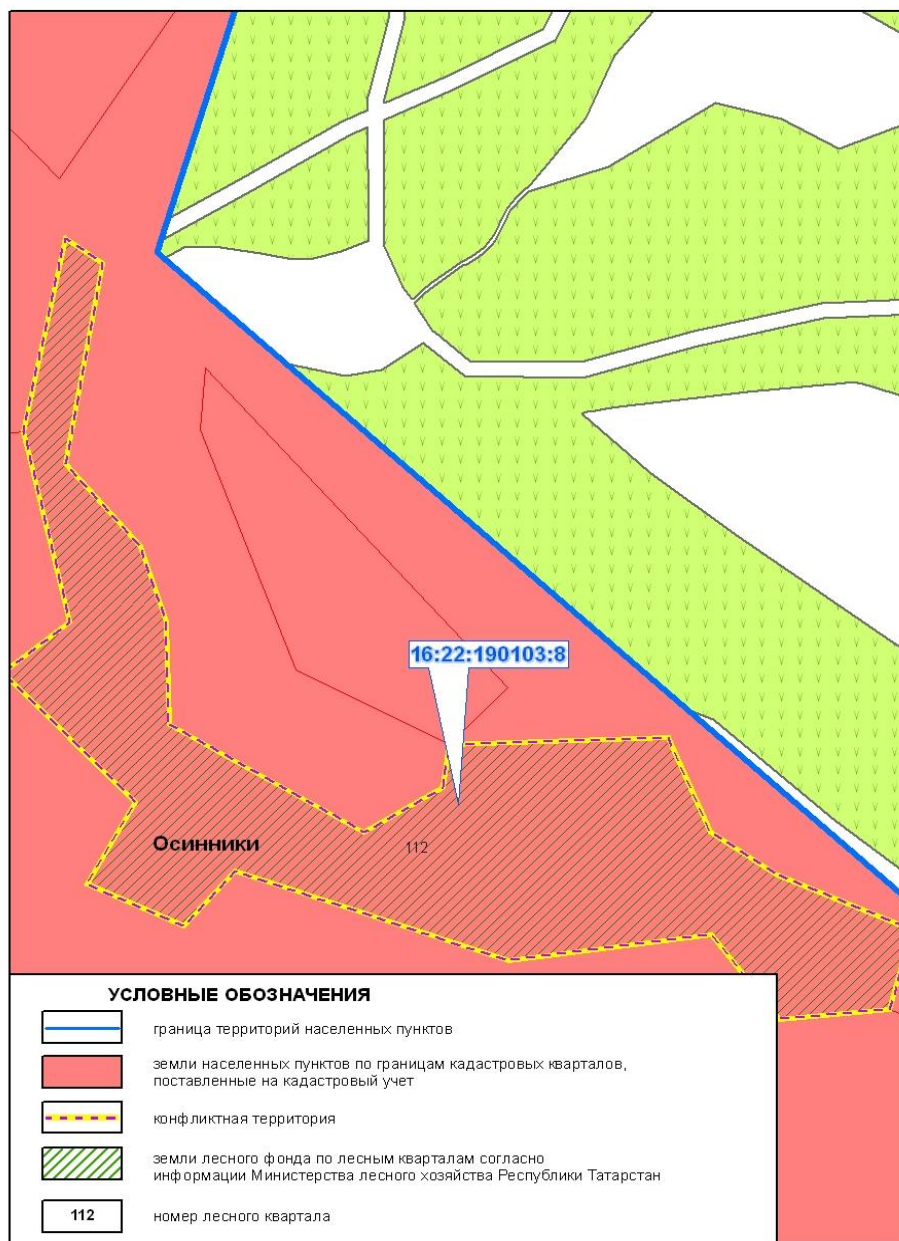 16:22:190103:8
Осинники
112
УСЛОВНЫЕ ОБОЗНАЧЕНИЯ
граница территорий населенных пунктов
земли населенных пунктов по границам кадастровых кварталов,
поставленные на кадастровый учет
конфликтная территория
земли лесного фонда по лесным кварталам согласно
информации Министерства лесного хозяйства Республики Татарстан
112 номер лесного квартала